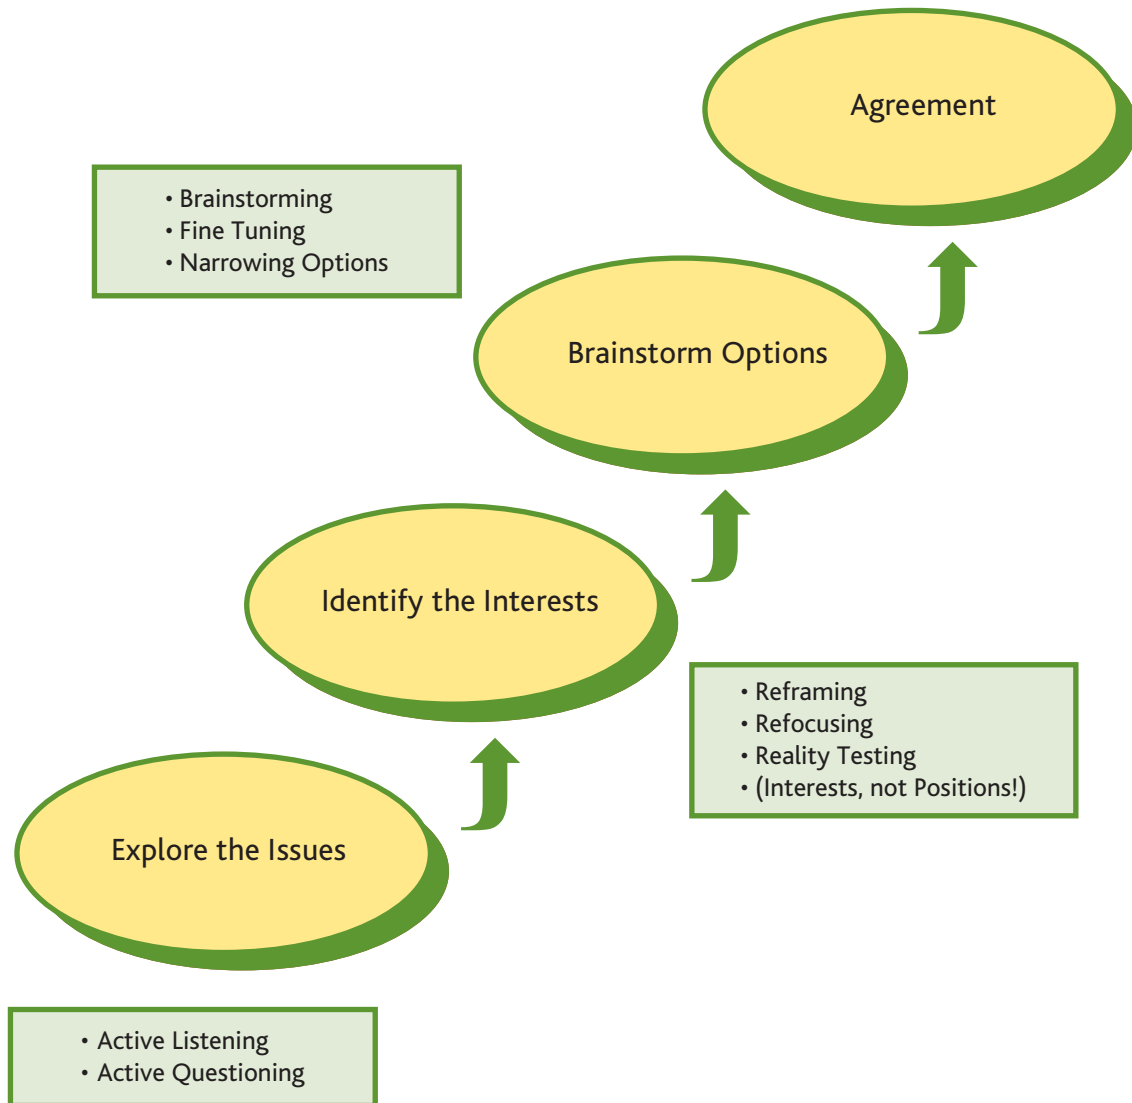 Agreement
• Brainstorming
• Fine Tuning
• Narrowing Options
Brainstorm Options
Identify the Interests
• Reframing
• Refocusing
• Reality Testing
• (Interests, not Positions!)
Explore the Issues
• Active Listening
• Active Questioning